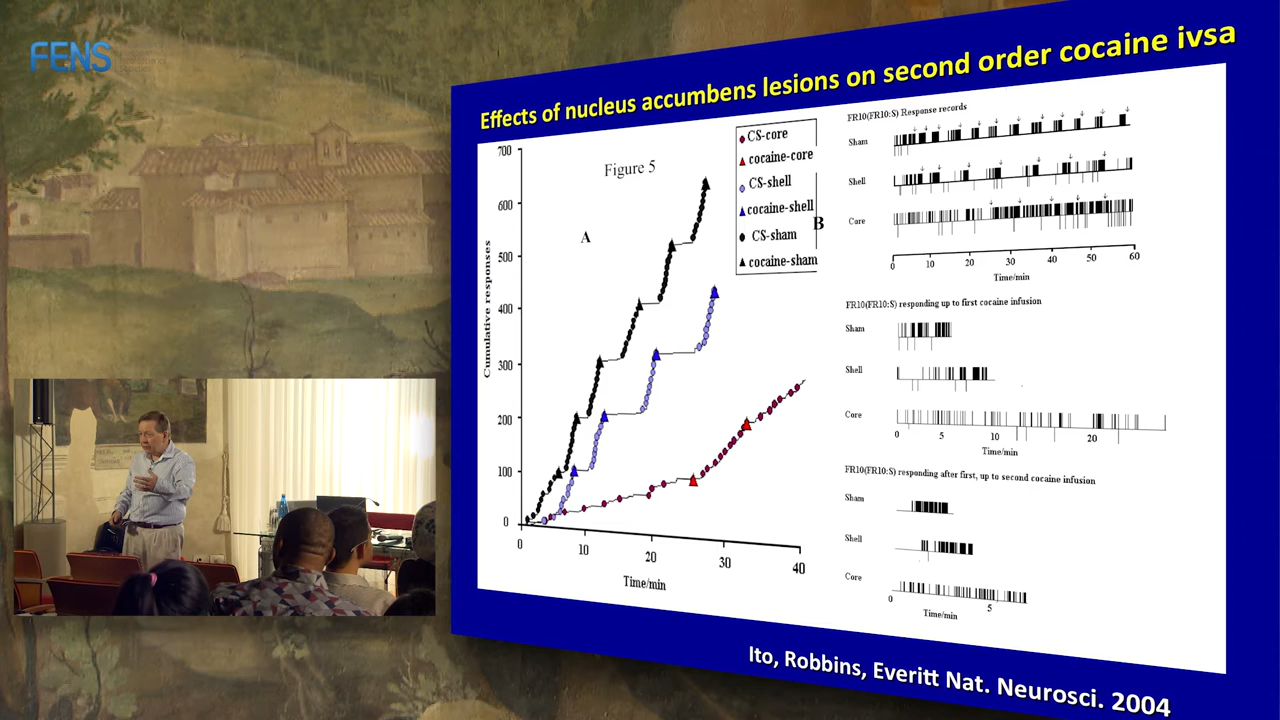 FENS
Effects of nucleus accumbens lesions on second order cocaine ivsa
700
600
500
400
300
200
100
0
Cumulative responses
Figure 5
A
CS-core
cocaine-core
CS-shell
cocaine-shell
CS-sham
cocaine-sham
0
10
20
30
40
Time/min
B
FR10(FR10:S) Response records
Sham
Shell
Core
0 10 20 30 40 50 60
Time/min
FR10(FR10:S) responding up to first cocaine infusion
Sham
Shell
Core
0 5 10 20
Time/min
FR10(FR10:S) responding after first, up to second cocaine infusion
Sham
Shell
Core
0 5
Time/min
Ito, Robbins, Everitt Nat. Neurosci. 2004